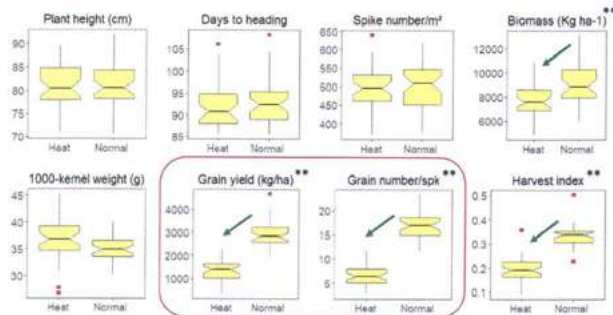 Plant height (cm)
90
85
80
75
70
Heat Normal
Days to heading
105
100
95
90
85
Heat Normal
Spike number/m²
650
600
550
500
450
400
Heat Normal
Biomass (Kg ha-1) **
12000
10000
8000
6000
Heat Normal
1000-kernel weight (g)
45
40
35
30
Heat Normal
Grain yield (kg/ha) **
4000
3000
2000
1000
Heat Normal
Grain number/spk **
20
15
10
5
Heat Normal
Harvest index **
0.5
0.4
0.3
0.2
0.1
Heat Normal